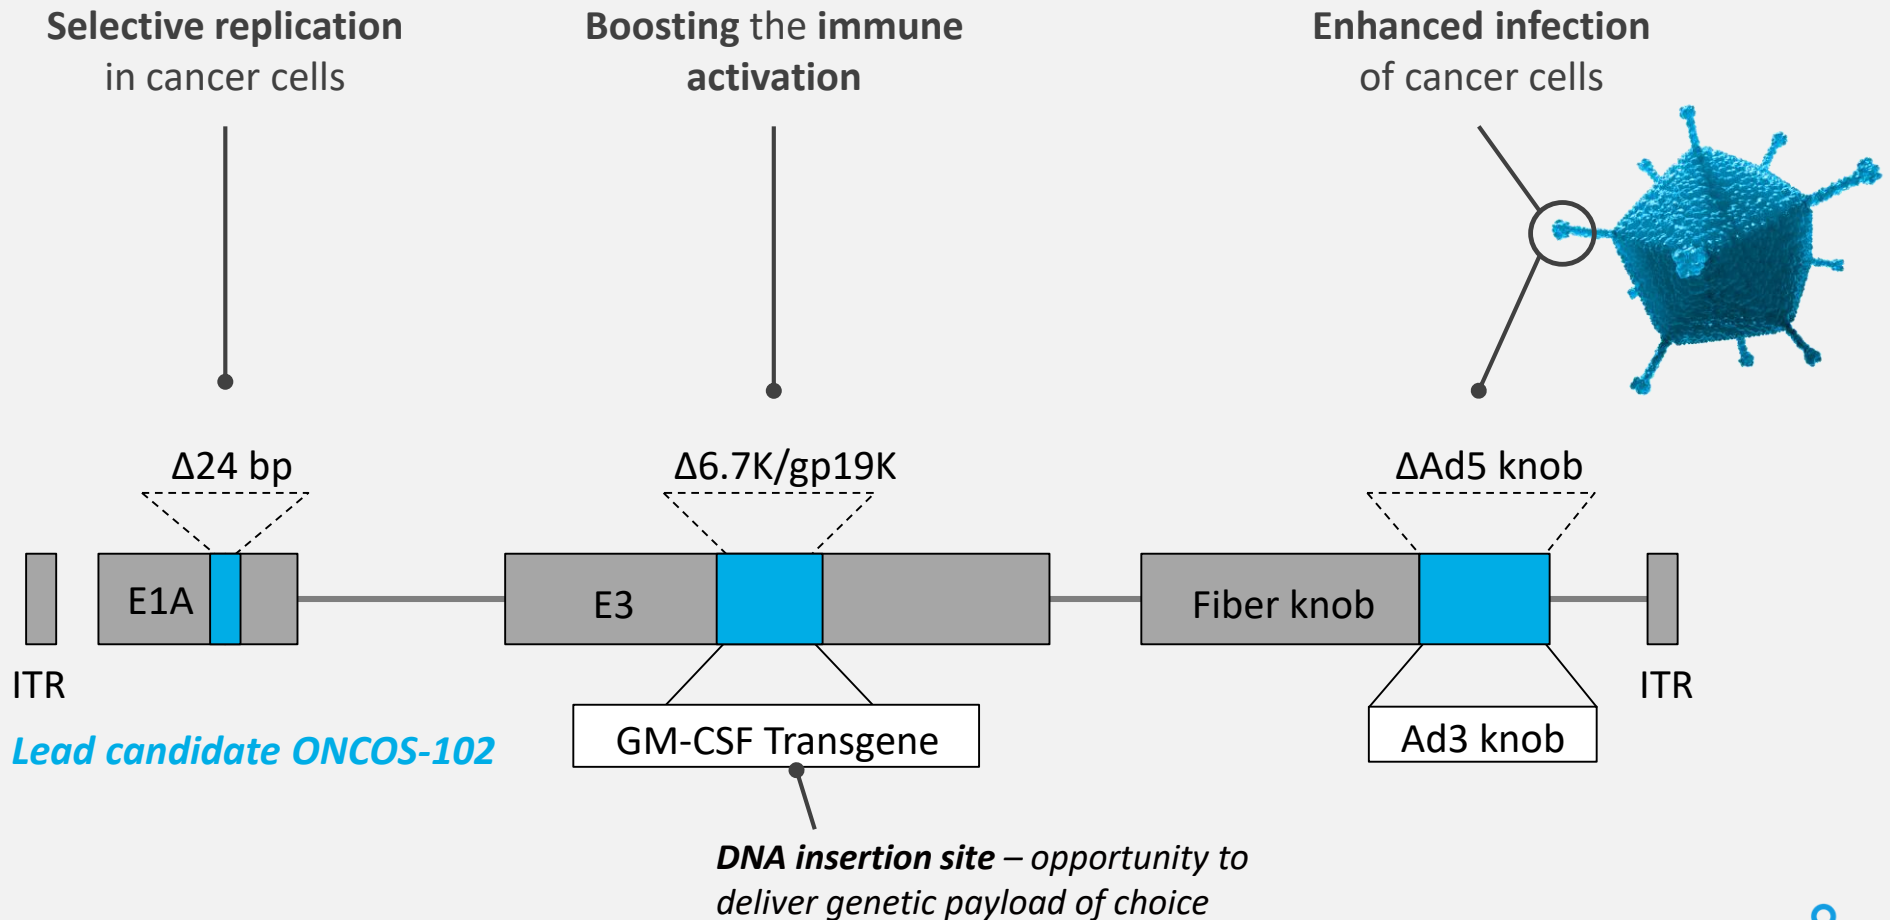 Selective replication
in cancer cells
Boosting the immune
activation
Enhanced infection
of cancer cells
Δ24 bp
Δ6.7K/gp19K
ΔAd5 knob
E1A
E3
Fiber knob
ITR
ITR
GM-CSF Transgene
Ad3 knob
Lead candidate ONCOS-102
DNA insertion site – opportunity to
deliver genetic payload of choice